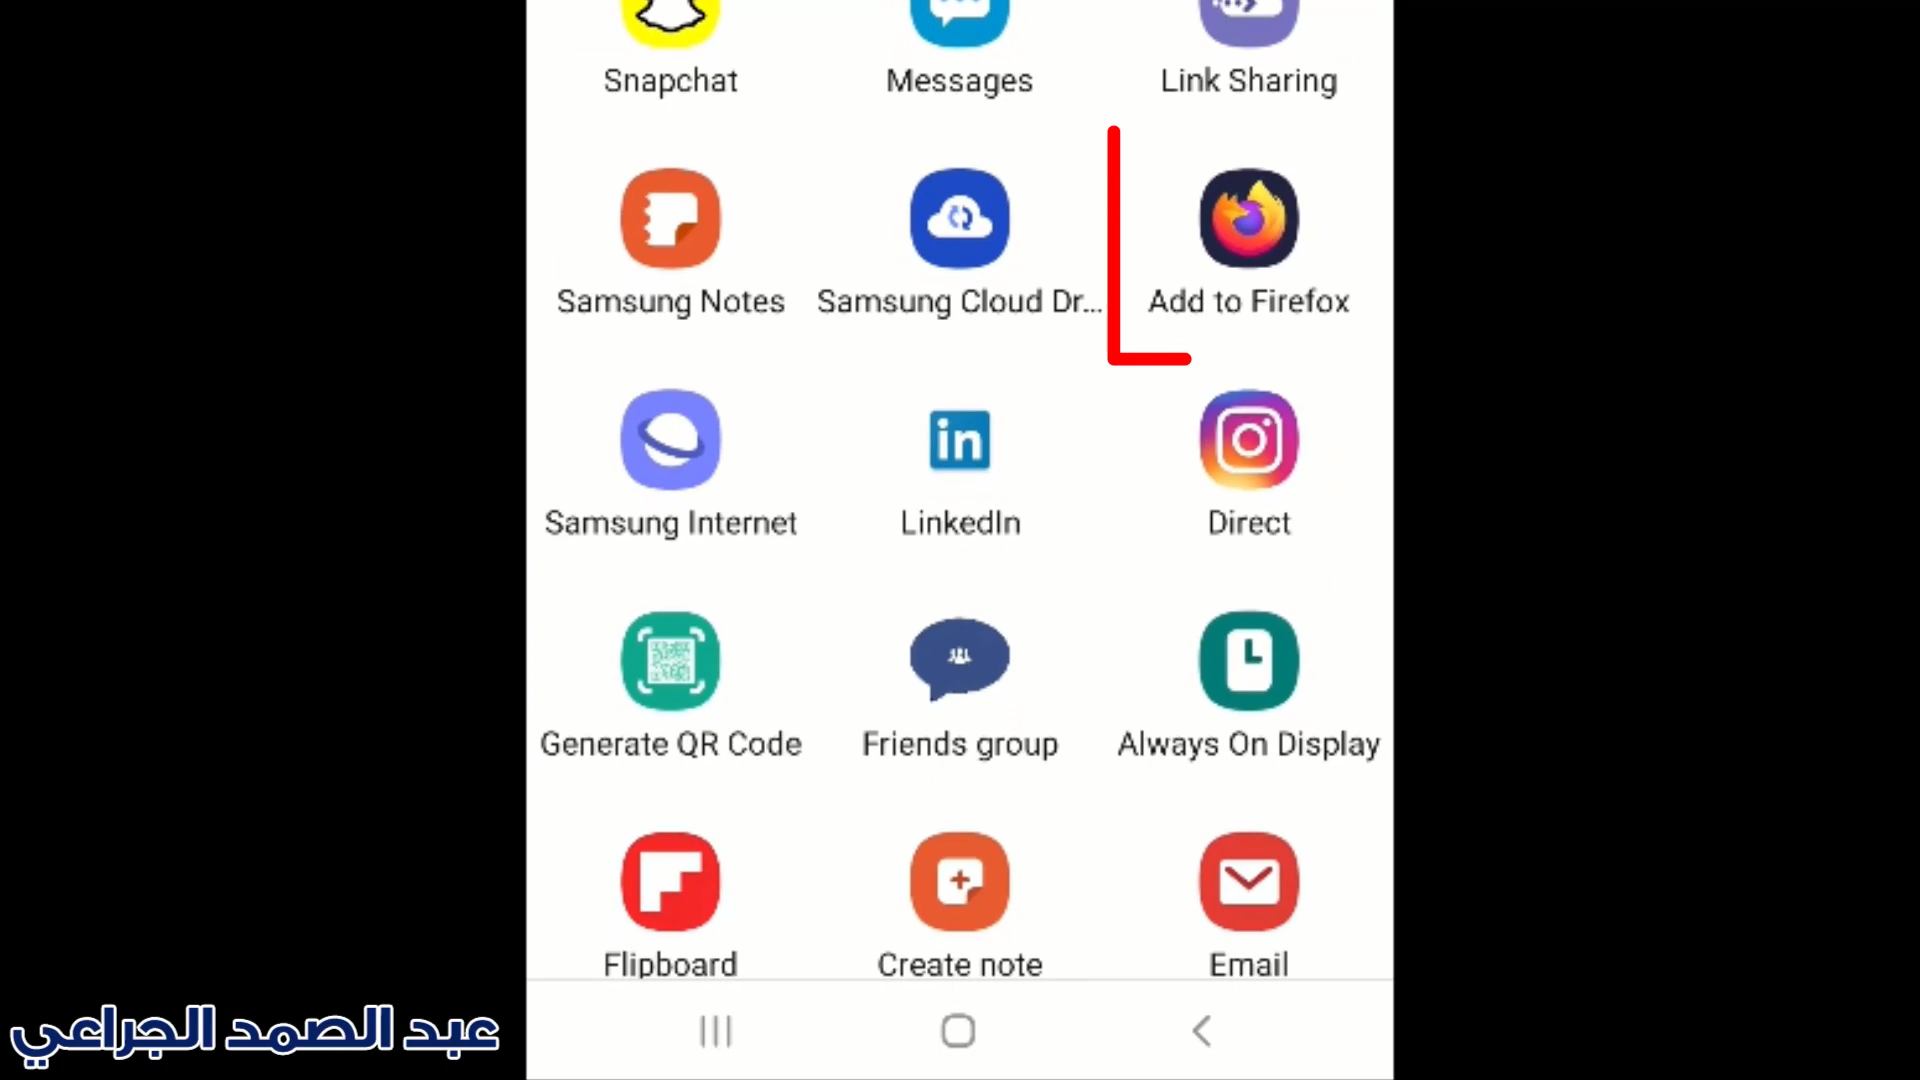 Snapchat
Messages
Link Sharing
Samsung Notes
Samsung Cloud Dr...
Add to Firefox
Samsung Internet
in
LinkedIn
Direct
Generate QR Code
Friends group
Always On Display
Flipboard
Create note
Email
عبد الصمد الجراعي